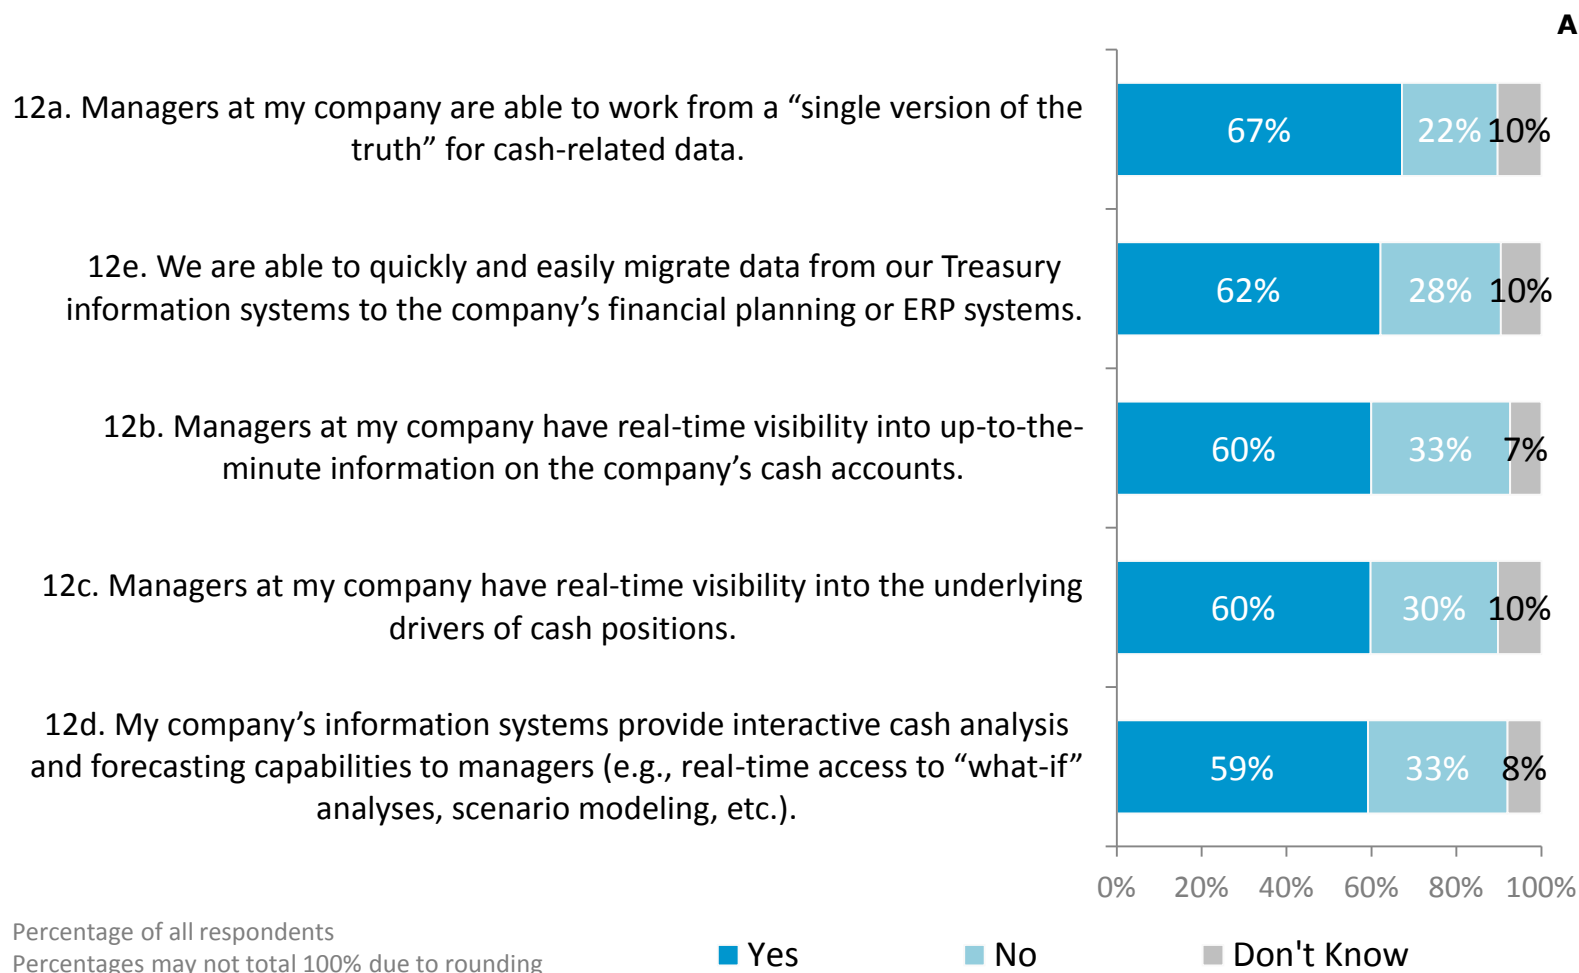 A
12a. Managers at my company are able to work from a “single version of the
truth” for cash-related data.
67%
22%
10%
12e. We are able to quickly and easily migrate data from our Treasury
information systems to the company’s financial planning or ERP systems.
62%
28%
10%
12b. Managers at my company have real-time visibility into up-to-the-
minute information on the company’s cash accounts.
60%
33%
7%
12c. Managers at my company have real-time visibility into the underlying
drivers of cash positions.
60%
30%
10%
12d. My company’s information systems provide interactive cash analysis
and forecasting capabilities to managers (e.g., real-time access to “what-if”
analyses, scenario modeling, etc.).
59%
33%
8%
0% 20% 40% 60% 80% 100%
Percentage of all respondents
Percentages may not total 100% due to rounding
Yes No Don't Know